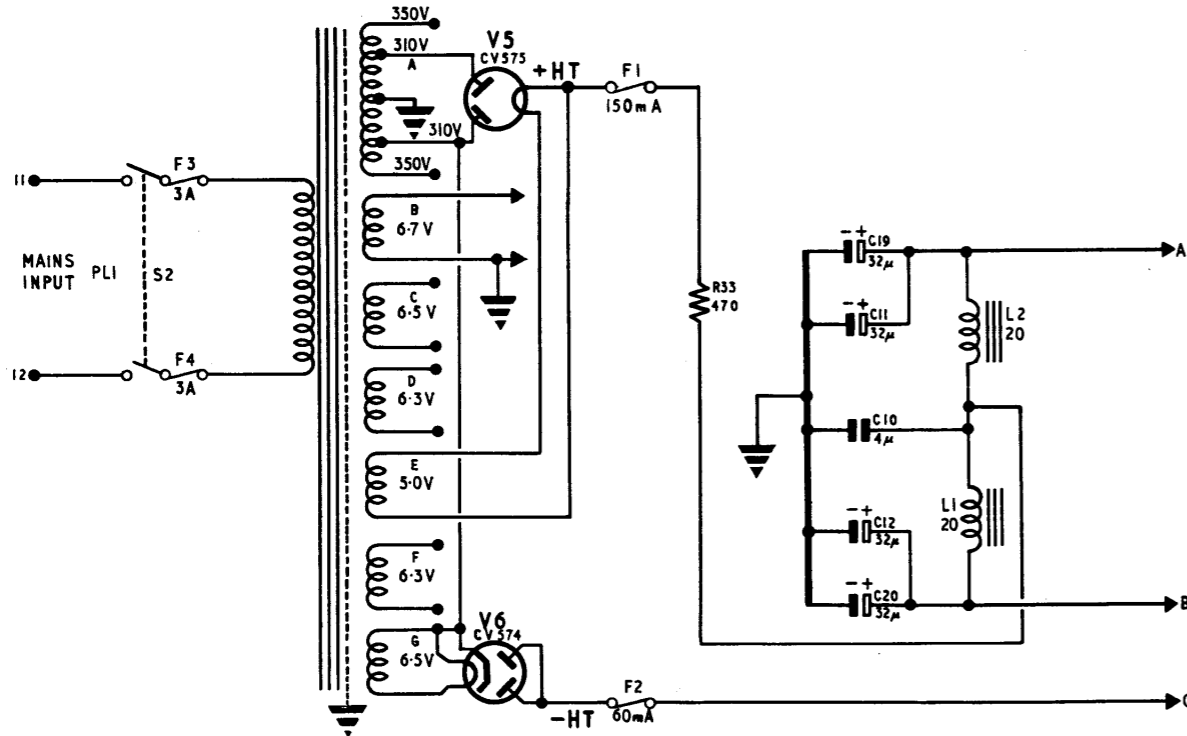 350V
310V
A
310V
350V
V5
CV575
+HT
F1
150mA
11
F3
3A
MAINS
INPUT
PL1
S2
12
F4
3A
B
6·7V
C
6·5V
D
6·3V
E
5·0V
F
6·3V
G
6·5V
V6
CV574
-HT
F2
60mA
R33
470
- +
C19
32μ
- +
C11
32μ
C10
4μ
- +
C12
32μ
- +
C20
32μ
L2
20
L1
20
A
B
C